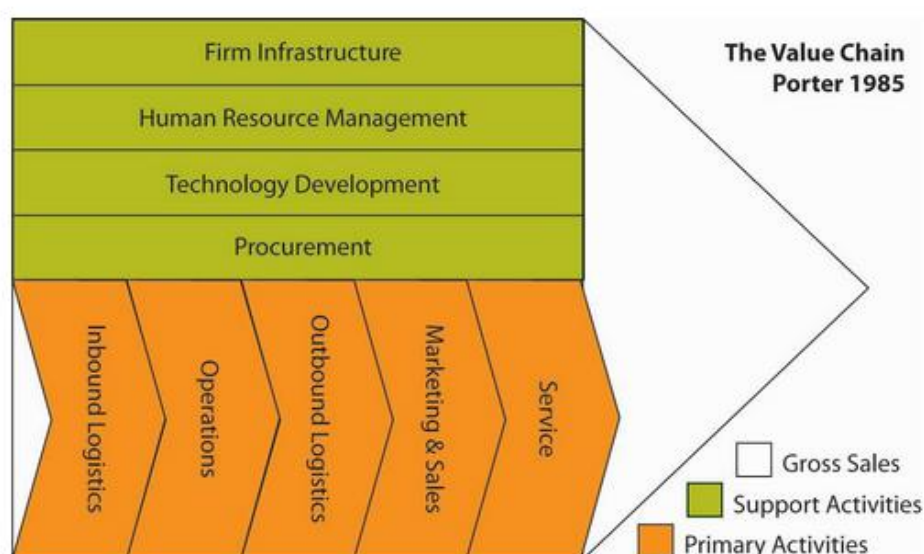 The Value Chain
Porter 1985
Firm Infrastructure
Human Resource Management
Technology Development
Procurement
Inbound Logistics
Operations
Outbound Logistics
Marketing & Sales
Service
Gross Sales
Support Activities
Primary Activities